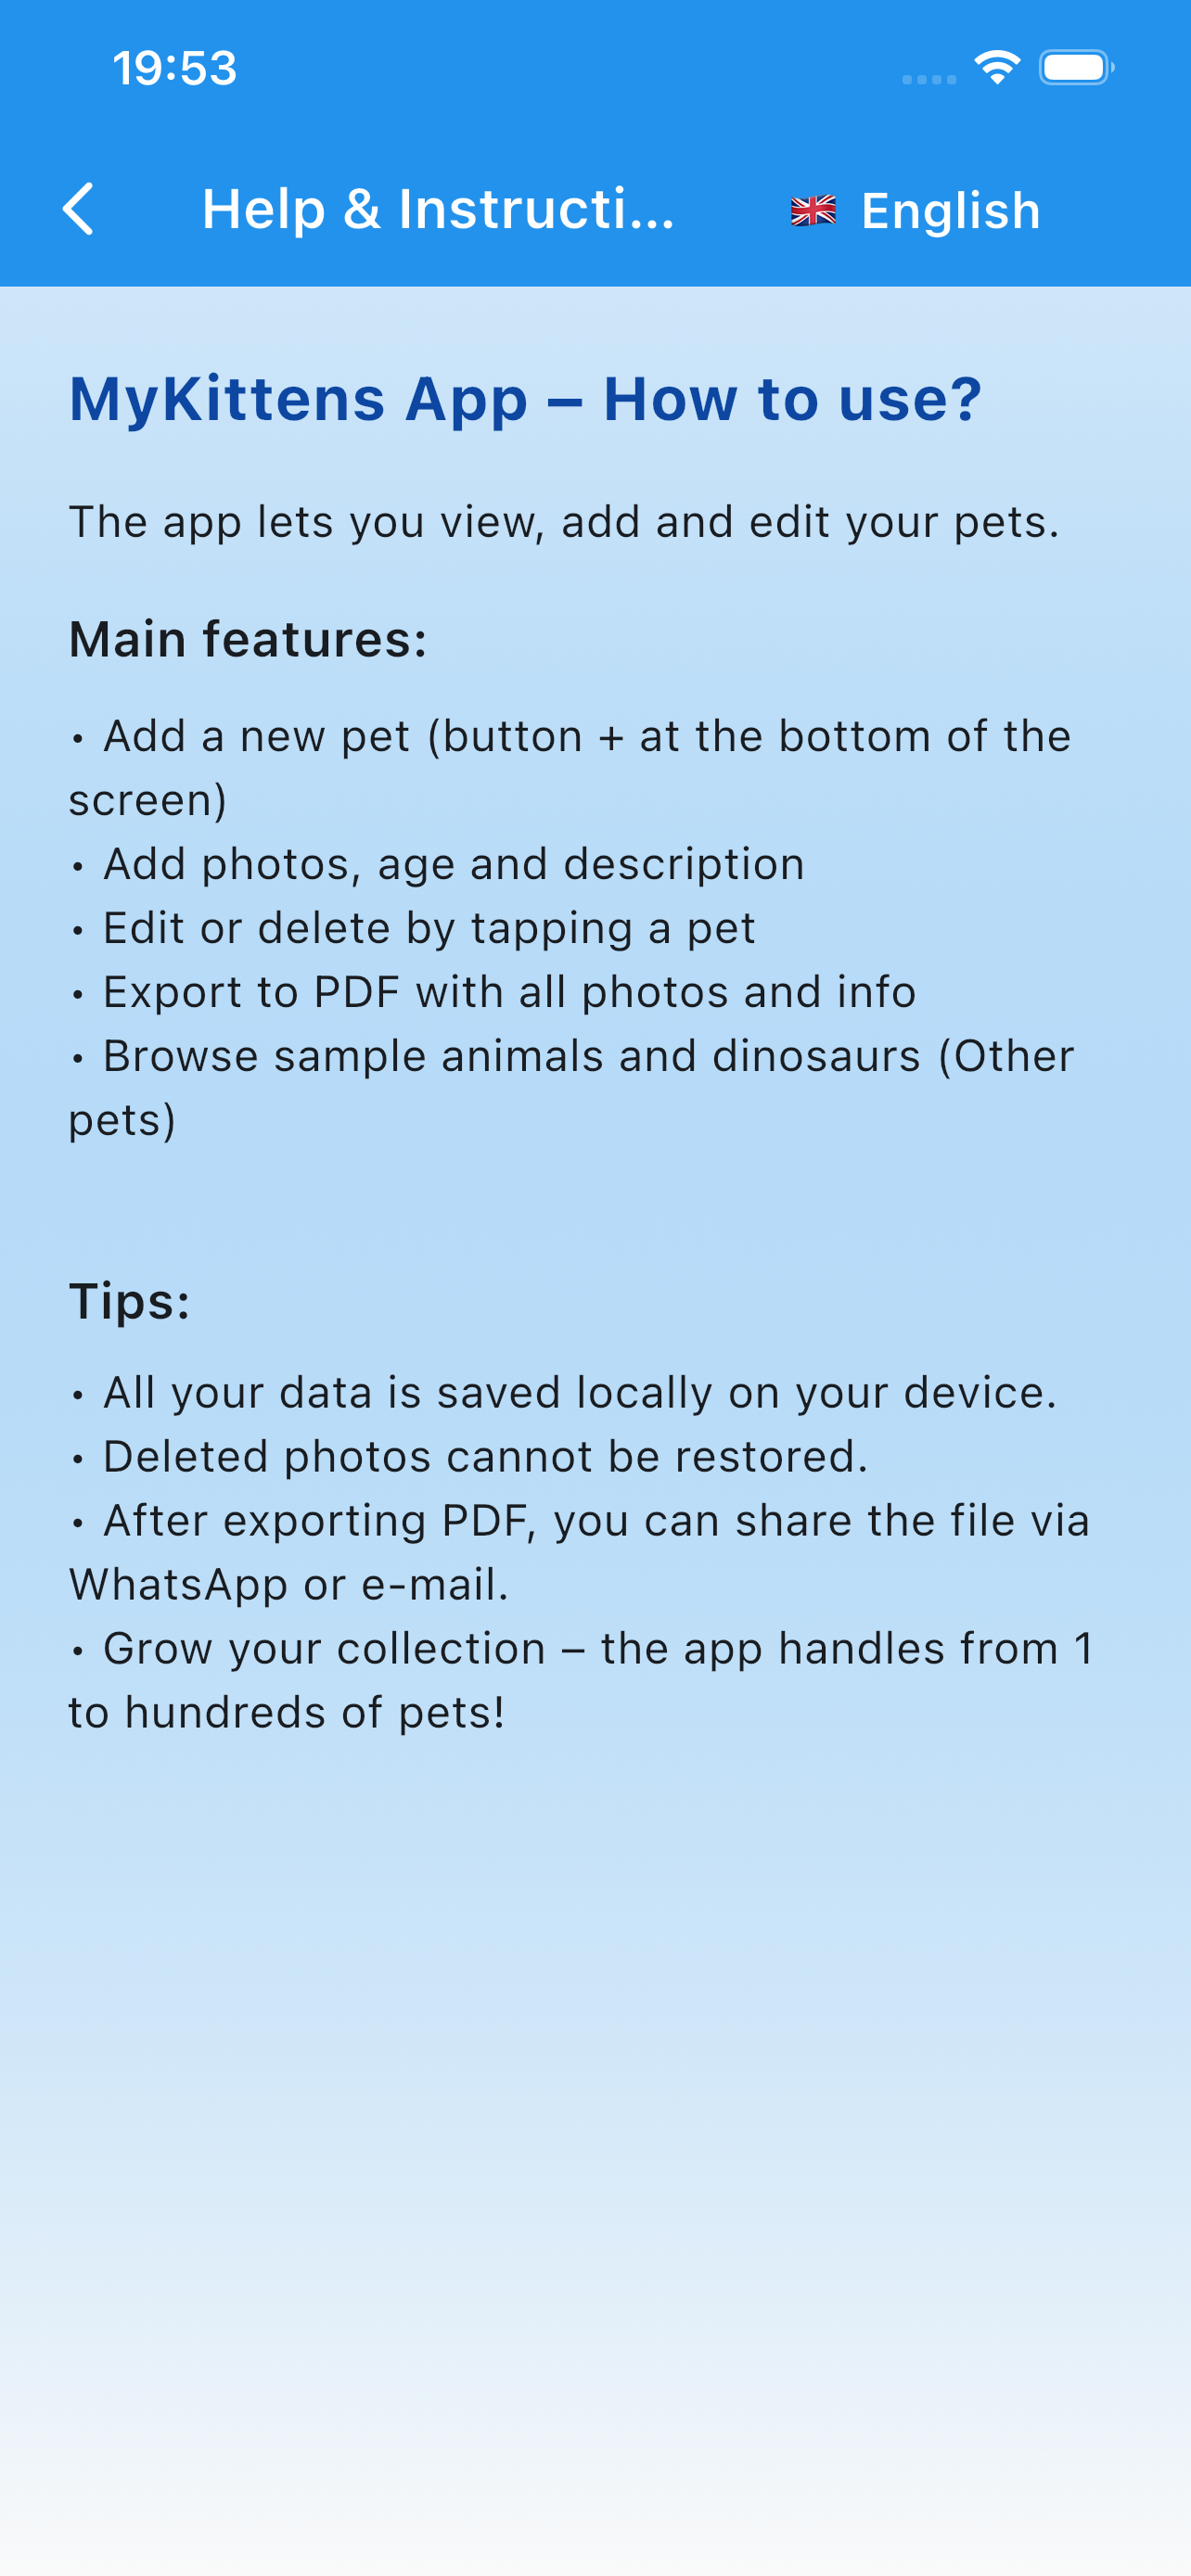 19:53
Help & Instructi...
🇬🇧 English
MyKittens App – How to use?
The app lets you view, add and edit your pets.
Main features:
• Add a new pet (button + at the bottom of the
screen)
• Add photos, age and description
• Edit or delete by tapping a pet
• Export to PDF with all photos and info
• Browse sample animals and dinosaurs (Other
pets)
Tips:
• All your data is saved locally on your device.
• Deleted photos cannot be restored.
• After exporting PDF, you can share the file via
WhatsApp or e-mail.
• Grow your collection – the app handles from 1
to hundreds of pets!